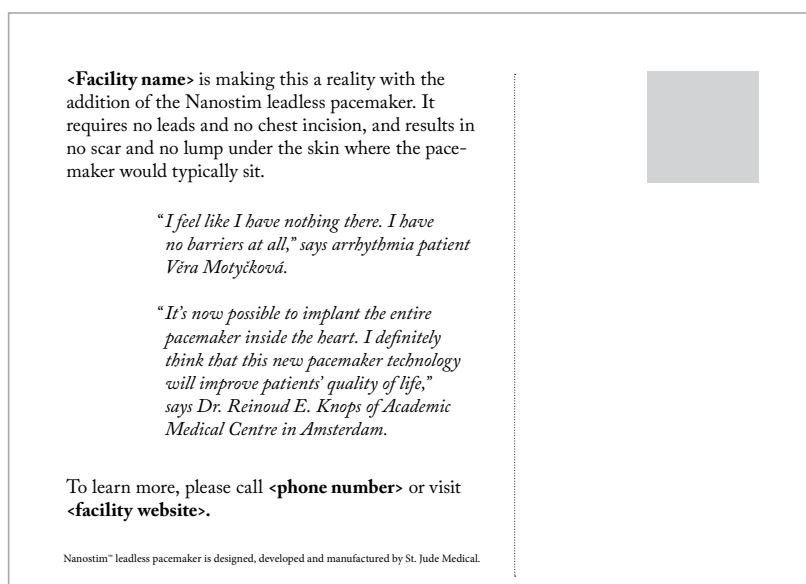 <Facility name> is making this a reality with the
addition of the Nanostim leadless pacemaker. It
requires no leads and no chest incision, and results in
no scar and no lump under the skin where the pace-
maker would typically sit.
“I feel like I have nothing there. I have
no barriers at all,” says arrhythmia patient
Věra Motyčková.
“It’s now possible to implant the entire
pacemaker inside the heart. I definitely
think that this new pacemaker technology
will improve patients’ quality of life,”
says Dr. Reinoud E. Knops of Academic
Medical Centre in Amsterdam.
To learn more, please call <phone number> or visit
<facility website>.
Nanostim™ leadless pacemaker is designed, developed and manufactured by St. Jude Medical.